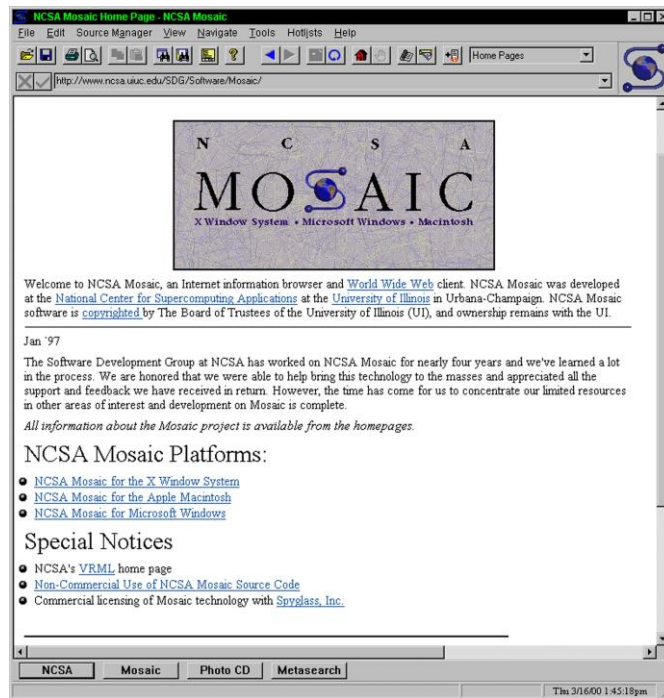 NCSA Mosaic Home Page - NCSA Mosaic
File Edit Source Manager View Navigate Tools Hotlists Help
Home Pages
http://www.ncsa.uiuc.edu/SDG/Software/Mosaic/
N C S A
MOSAIC
X Window System • Microsoft Windows • Macintosh
Welcome to NCSA Mosaic, an Internet information browser and World Wide Web client. NCSA Mosaic was developed
at the National Center for Supercomputing Applications at the University of Illinois in Urbana-Champaign. NCSA Mosaic
software is copyrighted by The Board of Trustees of the University of Illinois (UI), and ownership remains with the UI.
Jan '97
The Software Development Group at NCSA has worked on NCSA Mosaic for nearly four years and we've learned a lot
in the process. We are honored that we were able to help bring this technology to the masses and appreciated all the
support and feedback we have received in return. However, the time has come for us to concentrate our limited resources
in other areas of interest and development on Mosaic is complete.
All information about the Mosaic project is available from the homepages.
NCSA Mosaic Platforms:
NCSA Mosaic for the X Window System
NCSA Mosaic for the Apple Macintosh
NCSA Mosaic for Microsoft Windows
Special Notices
NCSA's VRML home page
Non-Commercial Use of NCSA Mosaic Source Code
Commercial licensing of Mosaic technology with Spyglass, Inc.
NCSA Mosaic Photo CD Metasearch
Thu 3/16/00 1:45:18pm